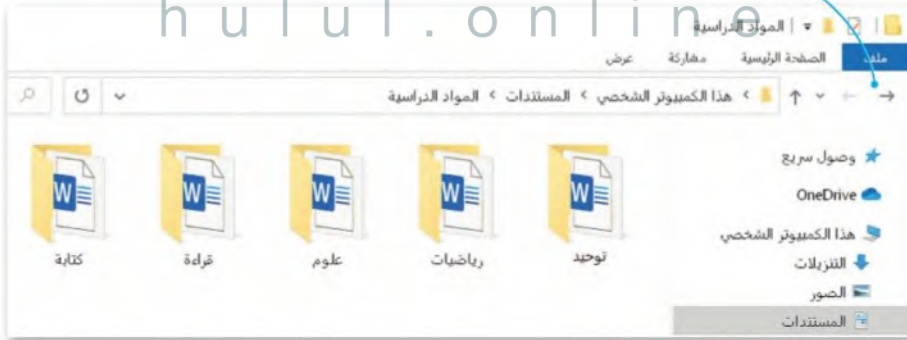 hulul.online
المواد الدراسية
ملف الصفحة الرئيسية مشاركة عرض
هذا الكمبيوتر الشخصي > المستندات > المواد الدراسية
وصول سريع
OneDrive
هذا الكمبيوتر الشخصي
التنزيلات
الصور
المستندات
توحيد رياضيات علوم قراءة كتابة